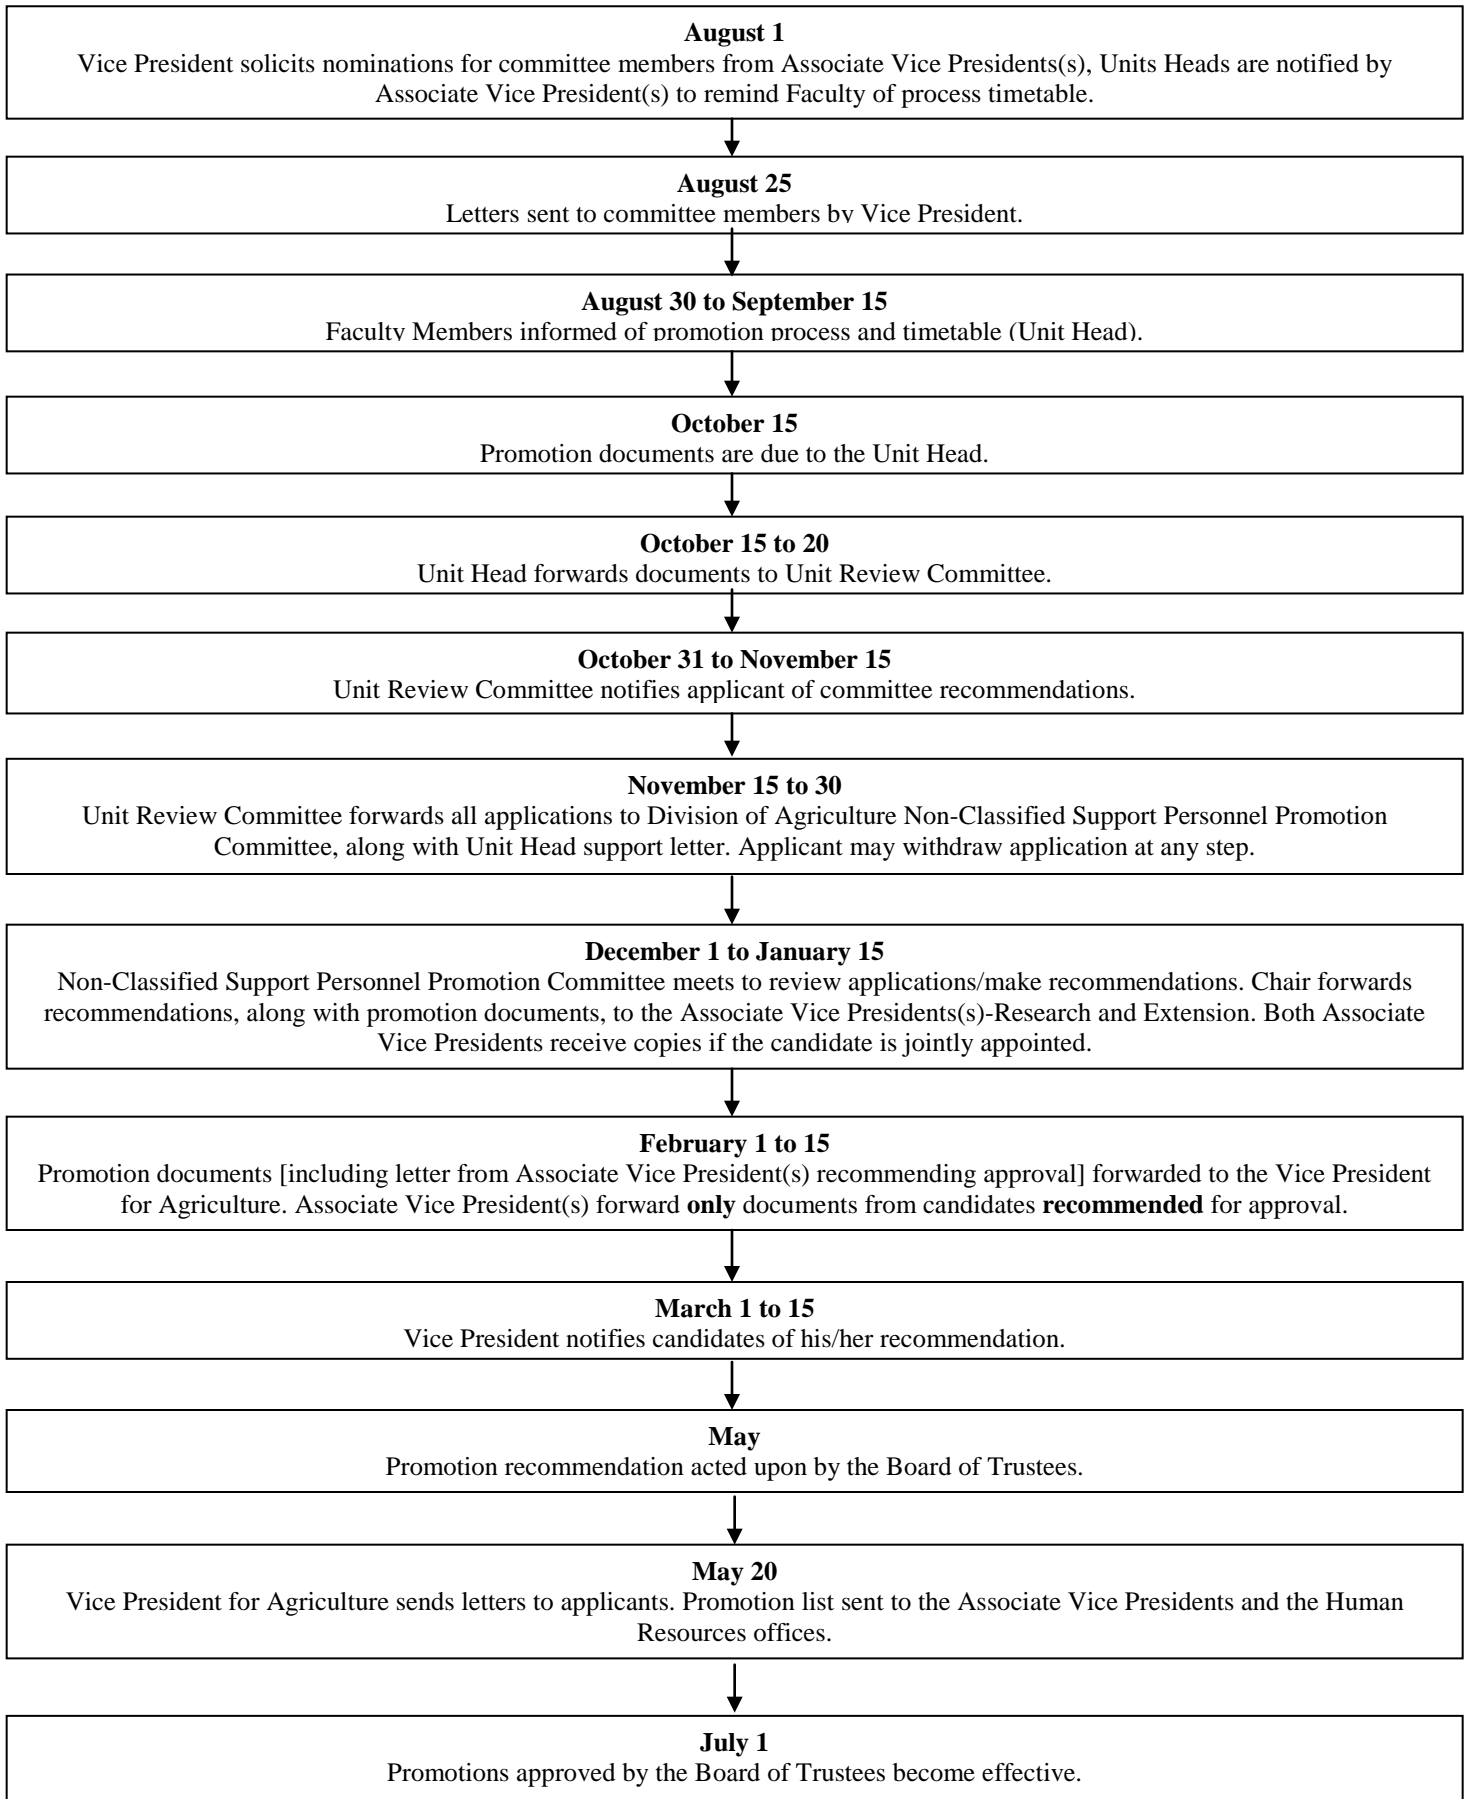 August 1
Vice President solicits nominations for committee members from Associate Vice Presidents(s), Units Heads are notified by
Associate Vice President(s) to remind Faculty of process timetable.
August 25
Letters sent to committee members by Vice President.
August 30 to September 15
Faculty Members informed of promotion process and timetable (Unit Head).
October 15
Promotion documents are due to the Unit Head.
October 15 to 20
Unit Head forwards documents to Unit Review Committee.
October 31 to November 15
Unit Review Committee notifies applicant of committee recommendations.
November 15 to 30
Unit Review Committee forwards all applications to Division of Agriculture Non-Classified Support Personnel Promotion
Committee, along with Unit Head support letter. Applicant may withdraw application at any step.
December 1 to January 15
Non-Classified Support Personnel Promotion Committee meets to review applications/make recommendations. Chair forwards
recommendations, along with promotion documents, to the Associate Vice Presidents(s)-Research and Extension. Both Associate
Vice Presidents receive copies if the candidate is jointly appointed.
February 1 to 15
Promotion documents [including letter from Associate Vice President(s) recommending approval] forwarded to the Vice President
for Agriculture. Associate Vice President(s) forward only documents from candidates recommended for approval.
March 1 to 15
Vice President notifies candidates of his/her recommendation.
May
Promotion recommendation acted upon by the Board of Trustees.
May 20
Vice President for Agriculture sends letters to applicants. Promotion list sent to the Associate Vice Presidents and the Human
Resources offices.
July 1
Promotions approved by the Board of Trustees become effective.